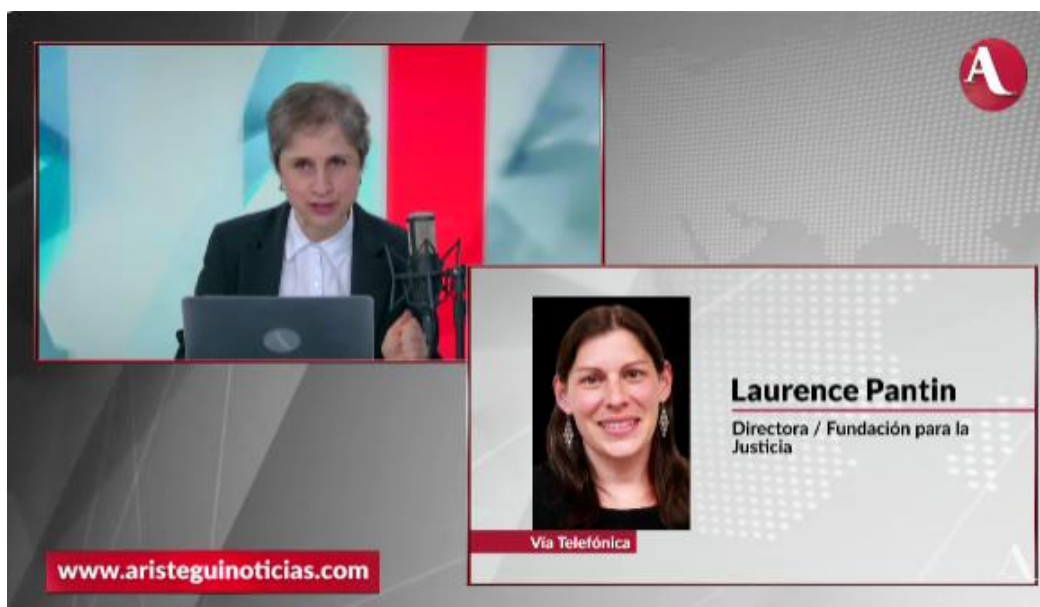 A
Laurence Pantin
Directora / Fundación para la
Justicia
Vía Telefónica
www.aristeguinoticias.com
A